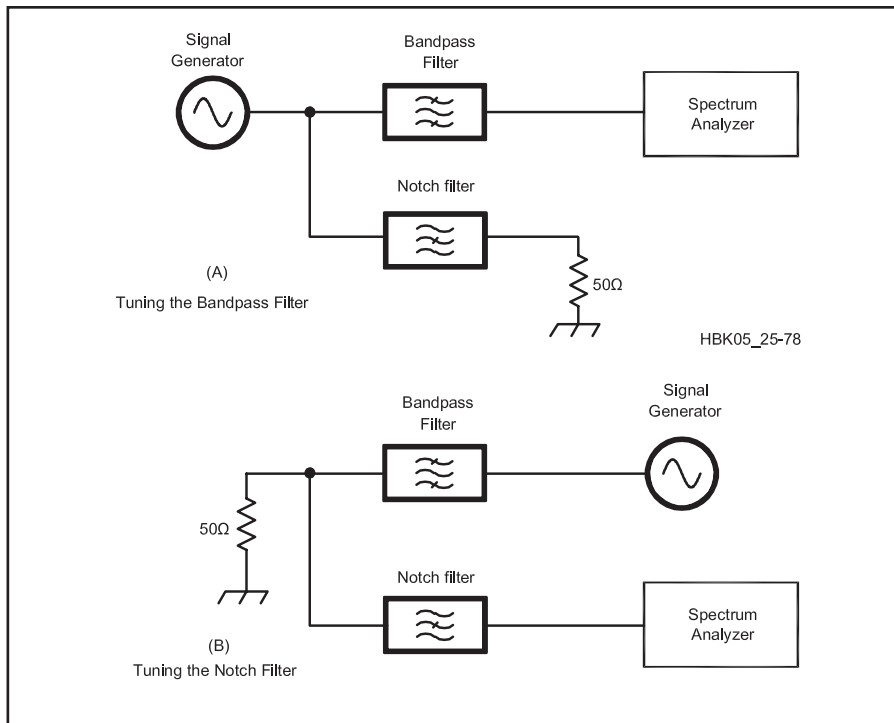 Signal
Generator
Bandpass
Filter
Spectrum
Analyzer
Notch filter
(A)
Tuning the Bandpass Filter
50Ω
HBK05_25-78
Bandpass
Filter
Signal
Generator
50Ω
Notch filter
Spectrum
Analyzer
(B)
Tuning the Notch Filter